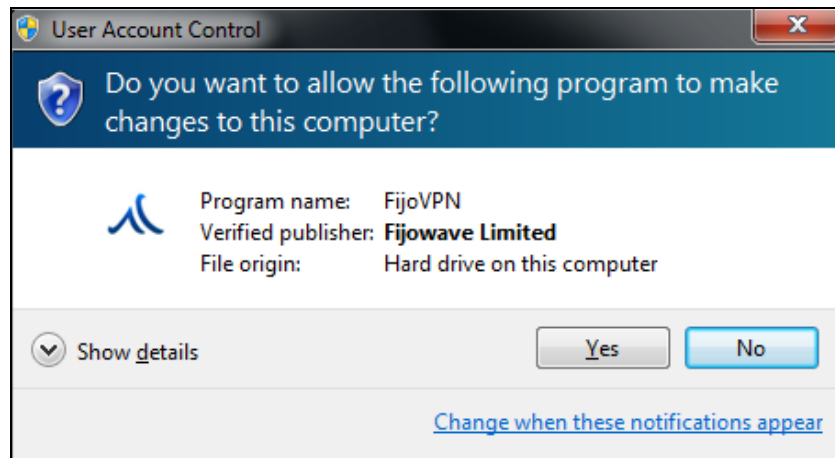 User Account Control
Do you want to allow the following program to make
changes to this computer?
Program name: FijoVPN
Verified publisher: Fijowave Limited
File origin: Hard drive on this computer
Show details
Yes
No
Change when these notifications appear